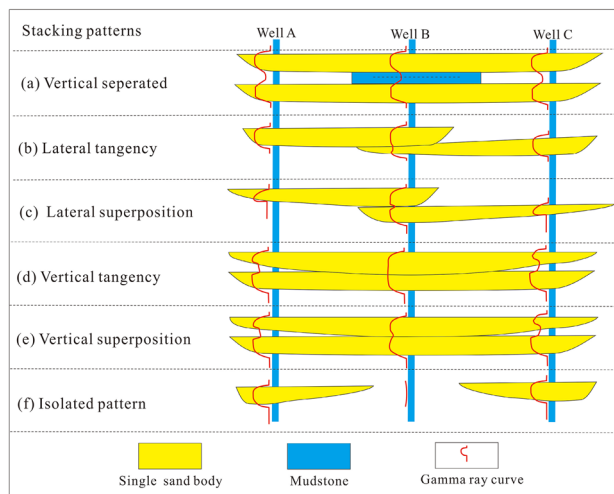 Stacking patterns
Well A
Well B
Well C
(a) Vertical seperated
(b) Lateral tangency
(c) Lateral superposition
(d) Vertical tangency
(e) Vertical superposition
(f) Isolated pattern
Single sand body
Mudstone
Gamma ray curve